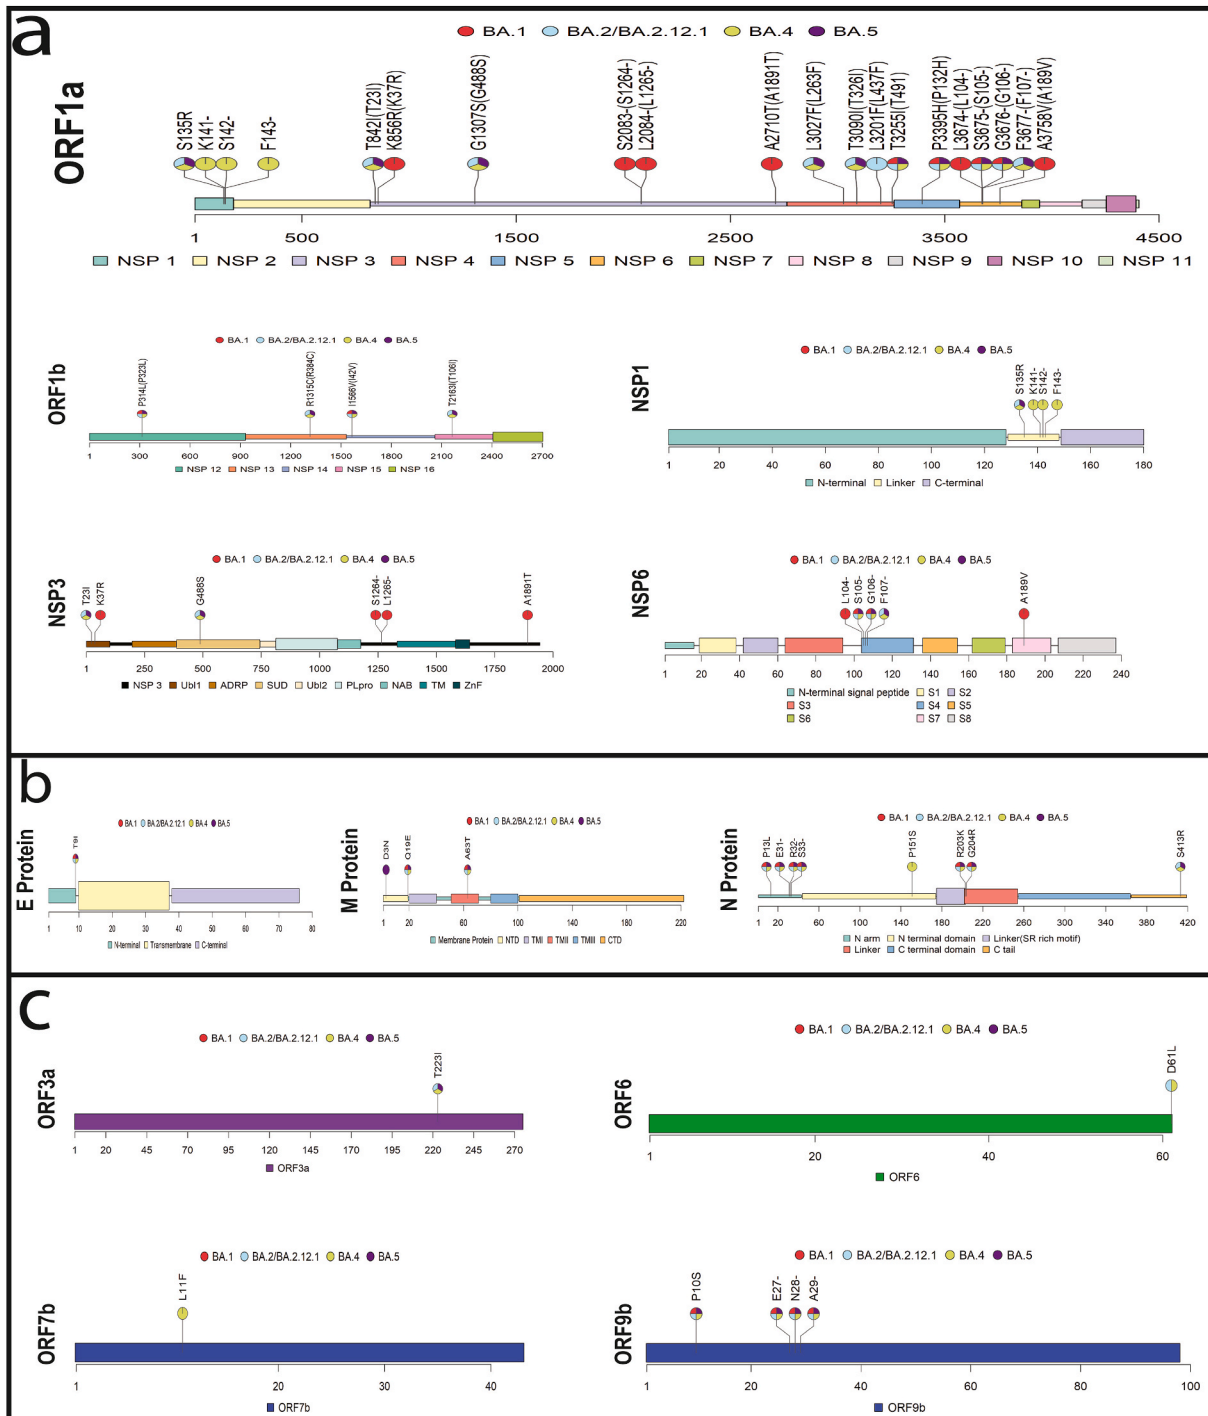 a
BA.1 BA.2/BA.2.12.1 BA.4 BA.5
ORF1a
S135R K141- S142- F143- T842I(T23I) K856R(K37R) G1307S(G488S) S2083-(S1264-) L2084-(L1265-) A2710T(A1891T) L3027F(L263F) T3090I(T326I) L3201F(L437F) T3255I(T491) P3395H(P132H) L3674-(L104-) S3675-(S105-) G3676-(G106-) F3677-(F107-) A3758V(A189V)
1 500 1500 2500 3500 4500
NSP 1 NSP 2 NSP 3 NSP 4 NSP 5 NSP 6 NSP 7 NSP 8 NSP 9 NSP 10 NSP 11
BA.1 BA.2/BA.2.12.1 BA.4 BA.5
ORF1b
P314L(P323L) R1315C(R384C) I1566V(I42V) T2163I(T106I)
1 300 600 900 1200 1500 1800 2100 2400 2700
NSP 12 NSP 13 NSP 14 NSP 15 NSP 16
BA.1 BA.2/BA.2.12.1 BA.4 BA.5
NSP1
S135R K141- S142- F143-
1 20 40 60 80 100 120 140 160 180
N-terminal Linker C-terminal
BA.1 BA.2/BA.2.12.1 BA.4 BA.5
NSP3
T23I K37R G488S S1264- L1265- A1891T
1 250 500 750 1000 1250 1500 1750 2000
NSP 3 Ubl1 ADRP SUD Ubl2 PLpro NAB TM ZnF
BA.1 BA.2/BA.2.12.1 BA.4 BA.5
NSP6
L104- S105- G106- F107- A189V
1 20 40 60 80 100 120 140 160 180 200 220 240
N-terminal signal peptide S1 S2
S3 S4 S5
S6 S7 S8
b
BA.1 BA.2/BA.2.12.1 BA.4 BA.5
E Protein
T9I
1 10 20 30 40 50 60 70 80
N-terminal Transmembrane C-terminal
BA.1 BA.2/BA.2.12.1 BA.4 BA.5
M Protein
D3N Q19E A63T
1 20 60 100 140 180 220
Membrane Protein NTD TMI TMII TMIII CTD
BA.1 BA.2/BA.2.12.1 BA.4 BA.5
N Protein
P13L E31- R32- S33- P151S R203K G204R S413R
1 20 60 100 140 180 220 260 300 340 380 420
N arm N terminal domain Linker(SR rich motif)
Linker C terminal domain C tail
c
BA.1 BA.2/BA.2.12.1 BA.4 BA.5
ORF3a
T223I
1 20 45 70 95 120 145 170 195 220 245 270
ORF3a
BA.1 BA.2/BA.2.12.1 BA.4 BA.5
ORF6
D61L
1 20 40 60
ORF6
BA.1 BA.2/BA.2.12.1 BA.4 BA.5
ORF7b
L11F
1 20 40
ORF7b
BA.1 BA.2/BA.2.12.1 BA.4 BA.5
ORF9b
P10S E27- N28- A29-
1 20 40 60 80 100
ORF9b